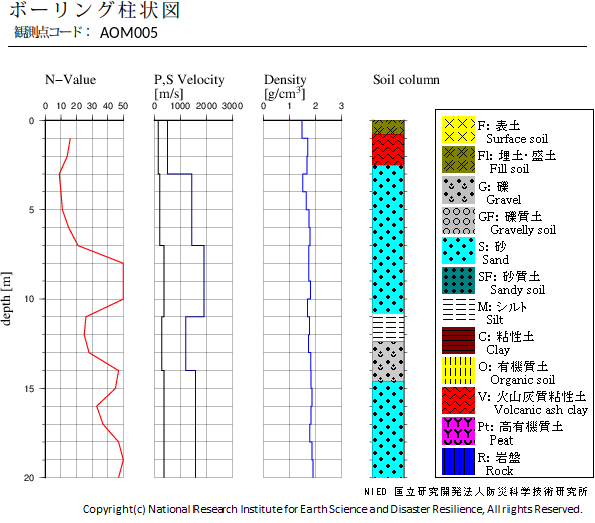 ボーリング柱状図
観測点コード： AOM005
N−Value
P,S Velocity
[m/s]
Density
[g/cm³]
Soil column
0 10 20 30 40 50
0 1000 2000 3000
0 1 2 3
0
5
10
15
20
depth [m]
F: 表土
Surface soil
Fl: 埋土・盛土
Fill soil
G: 礫
Gravel
GF: 礫質土
Gravelly soil
S: 砂
Sand
SF: 砂質土
Sandy soil
M: シルト
Silt
C: 粘性土
Clay
O: 有機質土
Organic soil
V: 火山灰質粘性土
Volcanic ash clay
Pt: 高有機質土
Peat
R: 岩盤
Rock
NIED 国立研究開発法人防災科学技術研究所
Copyright(c) National Research Institute for Earth Science and Disaster Resilience, All rights Reserved.